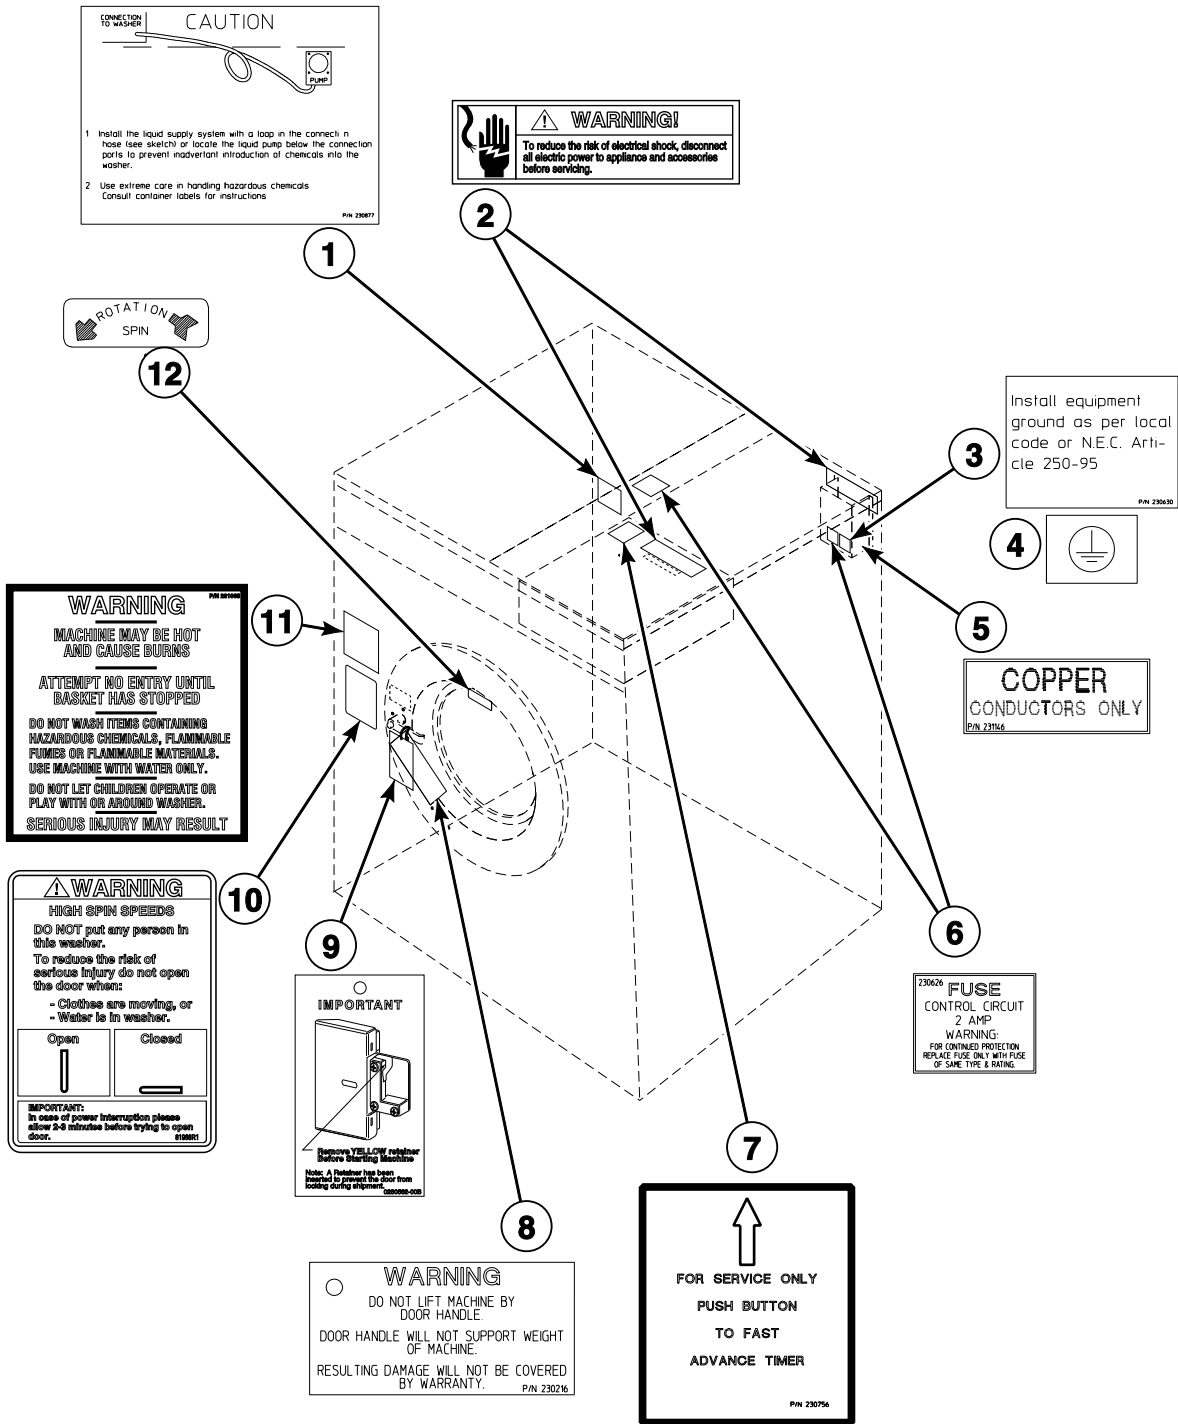 CONNECTION
TO WASHER
CAUTION
PUMP
1 Install the liquid supply system with a loop in the connecti n
hose (see sketch) or locate the liquid pump below the connection
ports to prevent inadvertant introduction of chemicals into the
washer.
2 Use extreme care in handling hazardous chemicals
Consult container labels for instructions
P/N 230877
WARNING!
To reduce the risk of electrical shock, disconnect
all electric power to appliance and accessories
before servicing.
1
2
ROTATION
SPIN
12
3
Install equipment
ground as per local
code or N.E.C. Arti-
cle 250-95
P/N 230630
4
5
COPPER
CONDUCTORS ONLY
P/N 231146
11
WARNING
MACHINE MAY BE HOT
AND CAUSE BURNS
ATTEMPT NO ENTRY UNTIL
BASKET HAS STOPPED
DO NOT WASH ITEMS CONTAINING
HAZARDOUS CHEMICALS, FLAMMABLE
FUMES OR FLAMMABLE MATERIALS.
USE MACHINE WITH WATER ONLY.
DO NOT LET CHILDREN OPERATE OR
PLAY WITH OR AROUND WASHER.
SERIOUS INJURY MAY RESULT
10
WARNING
HIGH SPIN SPEEDS
DO NOT put any person in
this washer.
To reduce the risk of
serious injury do not open
the door when:
- Clothes are moving, or
- Water is in washer.
Open
Closed
IMPORTANT:
In case of power interruption please
allow 2-3 minutes before trying to open
door.
9
IMPORTANT
Remove YELLOW retainer
Before Starting Machine
Note: A Retainer has been
inserted to prevent the door from
locking during shipment.
6
230626
FUSE
CONTROL CIRCUIT
2 AMP
WARNING:
FOR CONTINUED PROTECTION
REPLACE FUSE ONLY WITH FUSE
OF SAME TYPE & RATING.
7
FOR SERVICE ONLY
PUSH BUTTON
TO FAST
ADVANCE TIMER
P/N 230756
8
WARNING
DO NOT LIFT MACHINE BY
DOOR HANDLE.
DOOR HANDLE WILL NOT SUPPORT WEIGHT
OF MACHINE.
RESULTING DAMAGE WILL NOT BE COVERED
BY WARRANTY.
P/N 230216